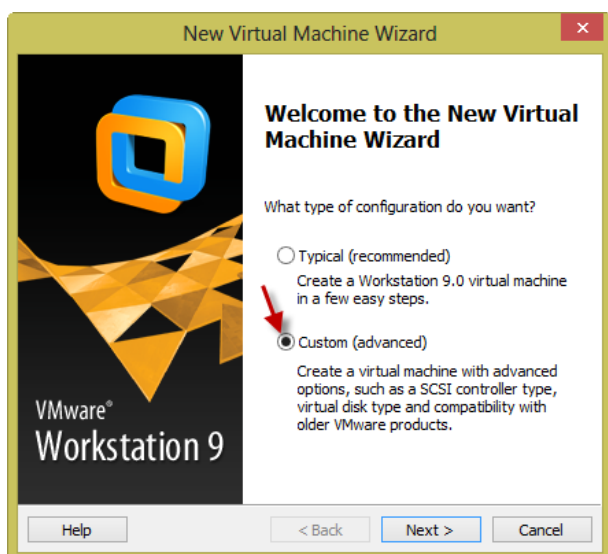 New Virtual Machine Wizard
Welcome to the New Virtual
Machine Wizard
What type of configuration do you want?
Typical (recommended)
Create a Workstation 9.0 virtual machine
in a few easy steps.
Custom (advanced)
Create a virtual machine with advanced
options, such as a SCSI controller type,
virtual disk type and compatibility with
older VMware products.
VMware®
Workstation 9
Help
< Back
Next >
Cancel